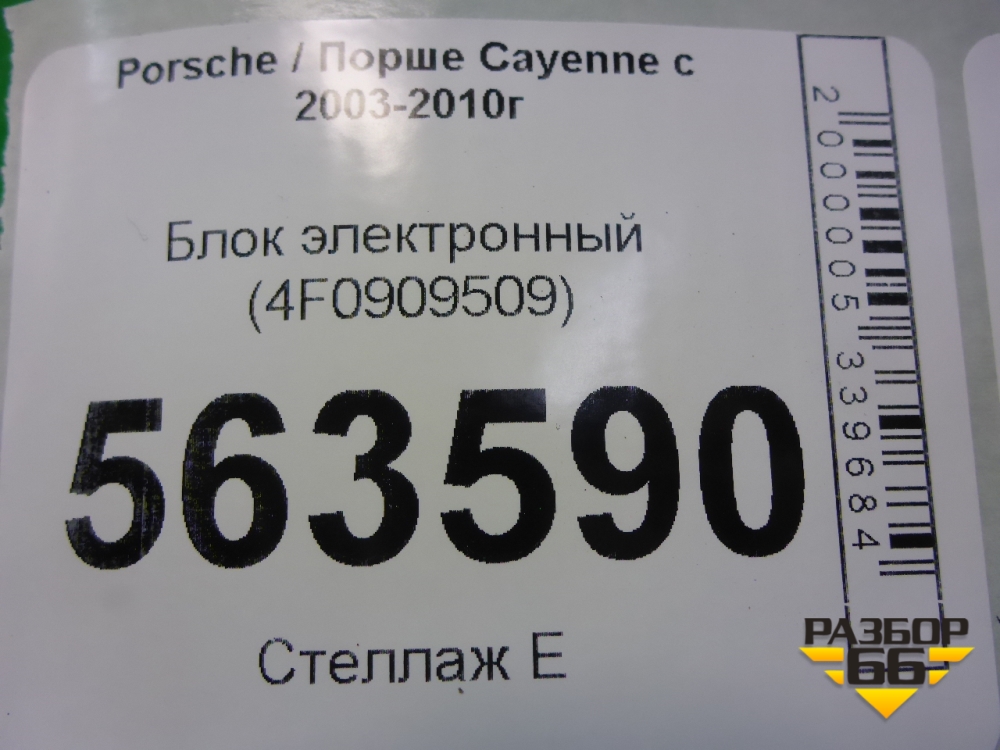 Porsche / Порше Cayenne с
2003-2010г
Блок электронный
(4F0909509)
563590
Стеллаж Е
2000005339684
РАЗБОР
66